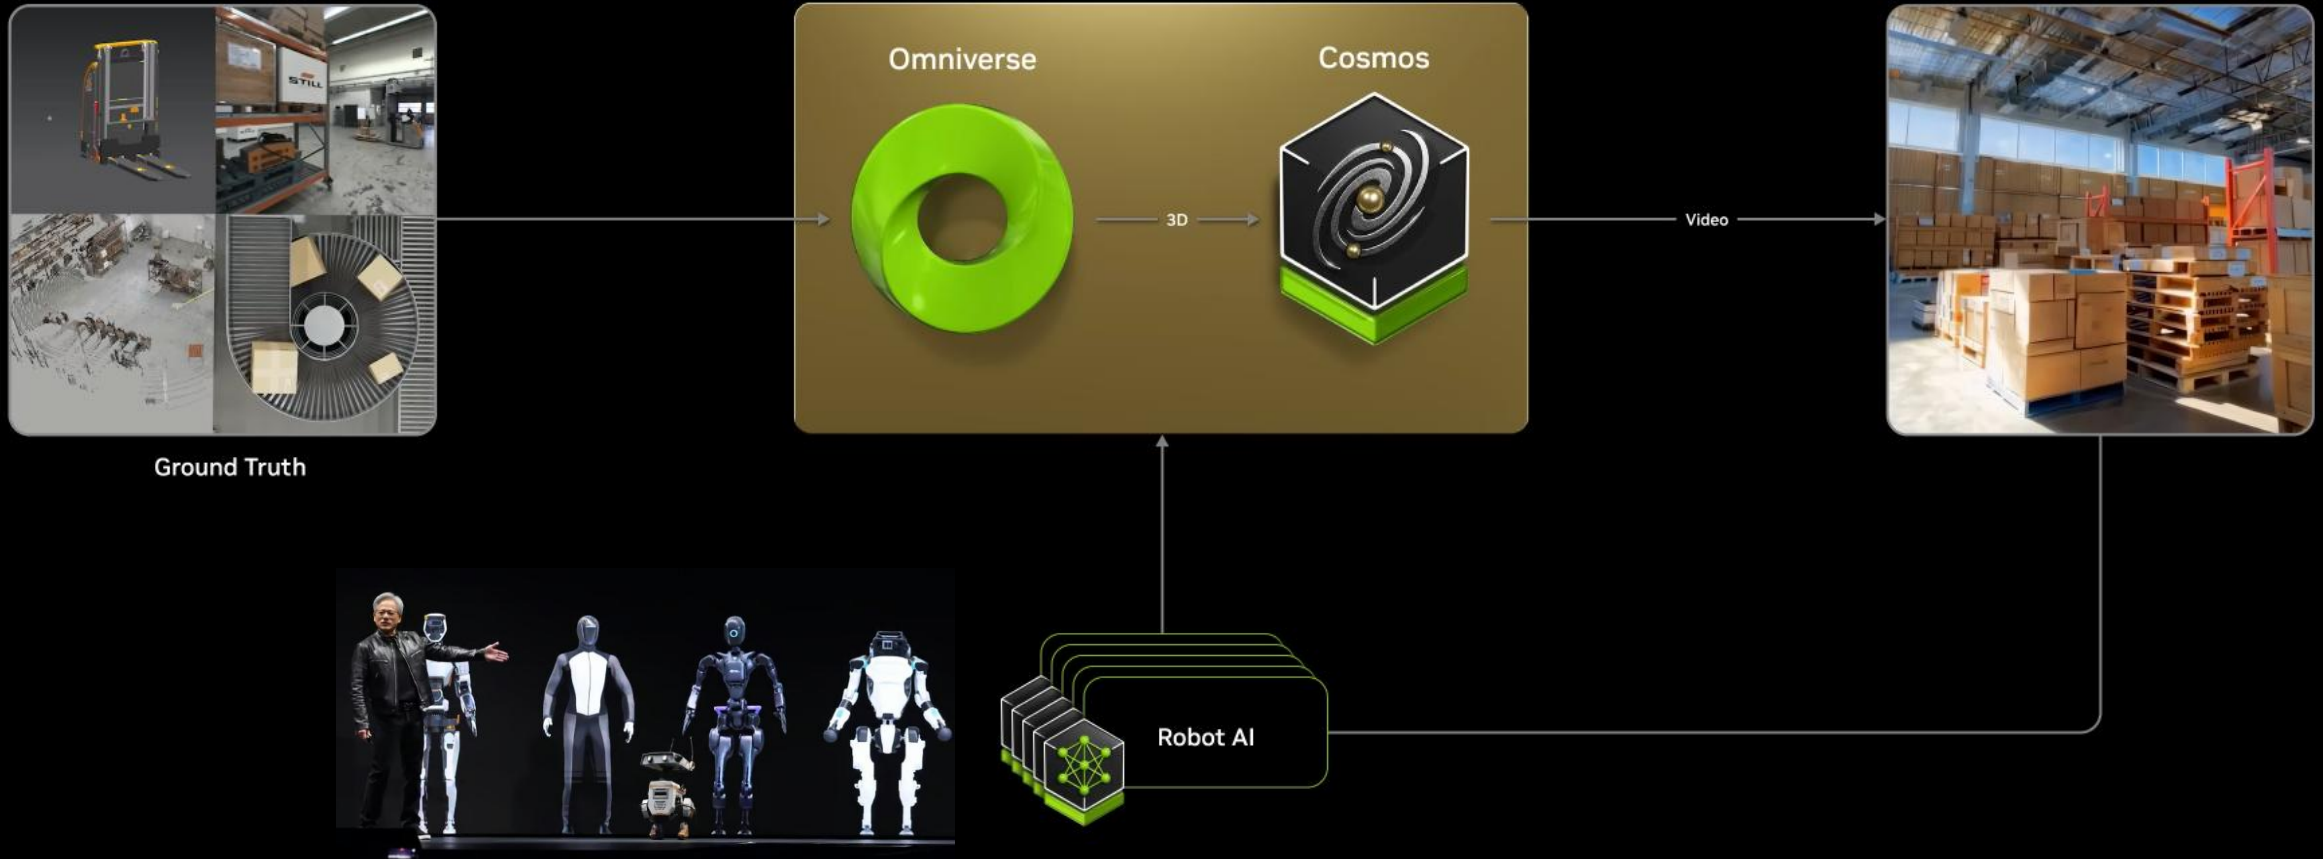 STILL
Omniverse
Cosmos
3D
Video
Ground Truth
Robot AI